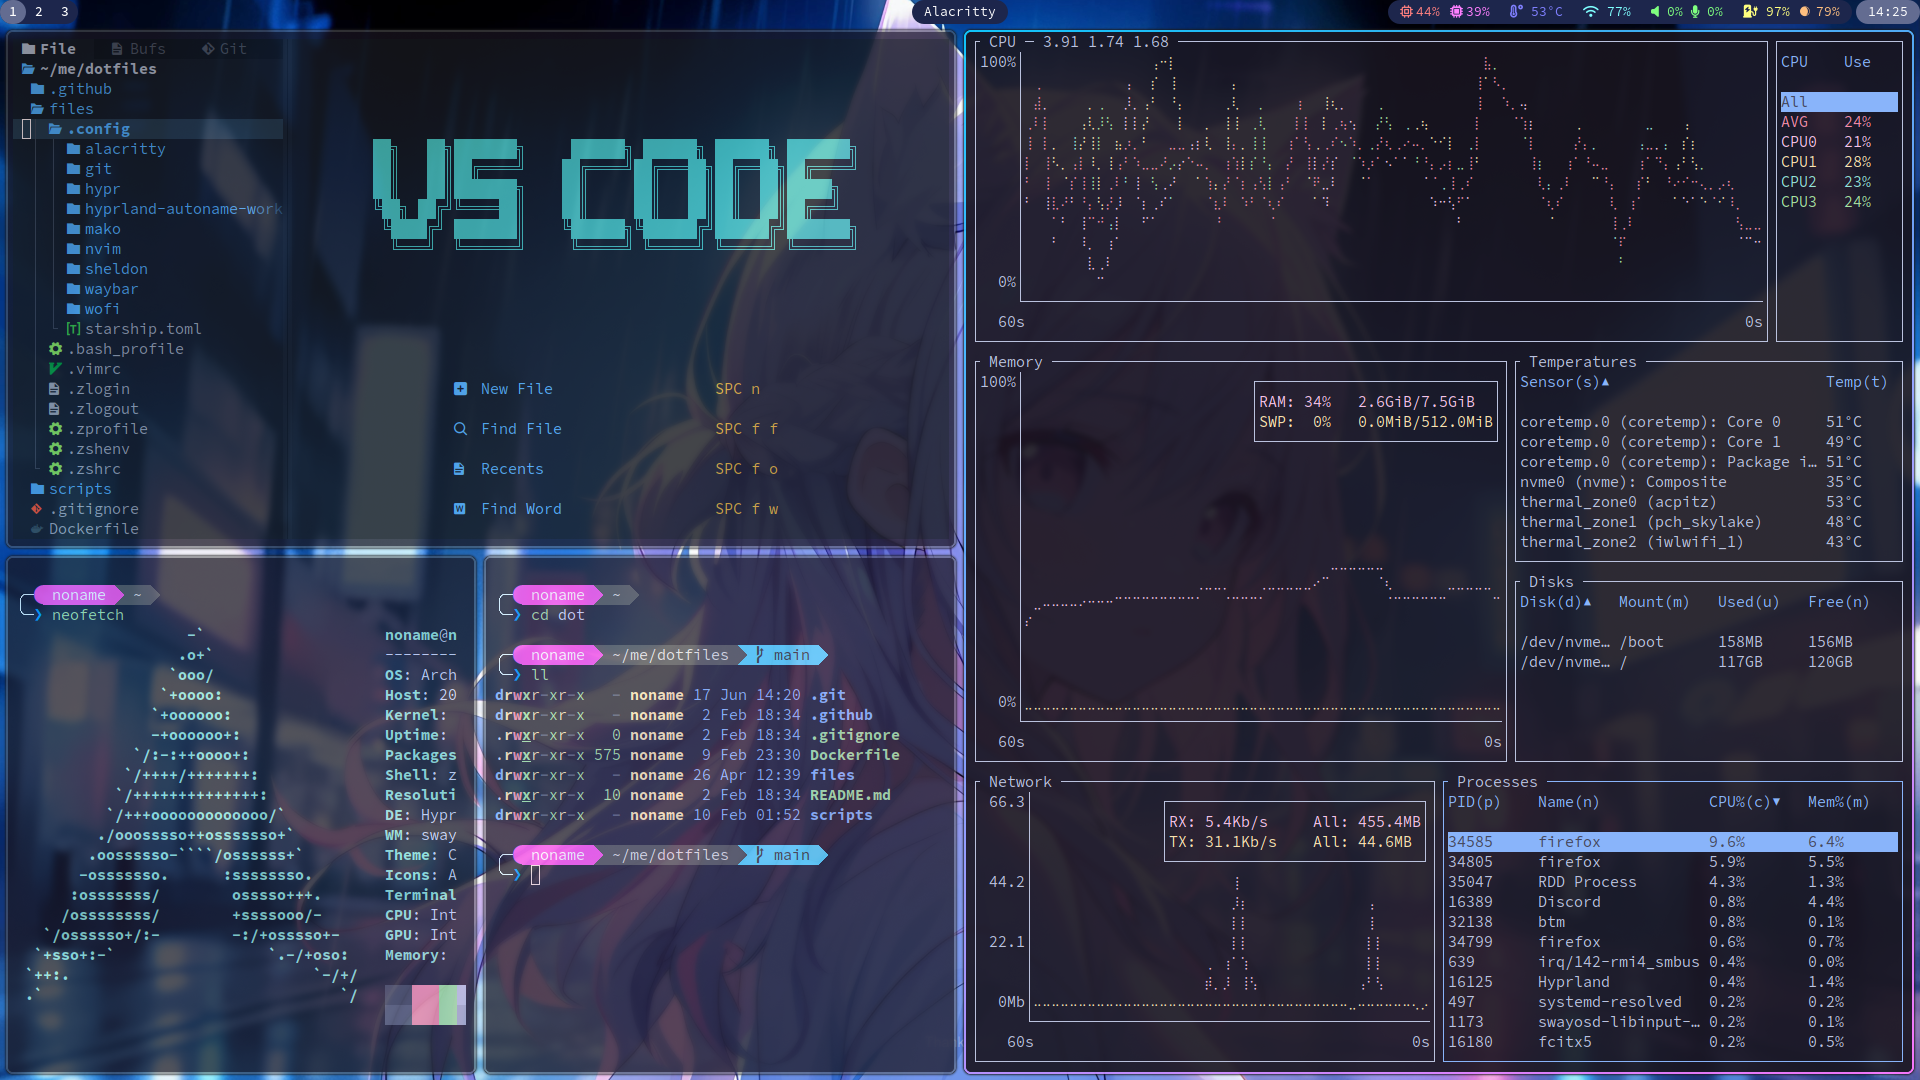 1 2 3
Alacritty
44% 39% 53°C 77% 0% 0% 97% 79% 14:25
File Bufs Git
~/me/dotfiles
.github
files
.config
alacritty
git
hypr
hyprland-autoname-work
mako
nvim
sheldon
waybar
wofi
starship.toml
.bash_profile
.vimrc
.zlogin
.zlogout
.zprofile
.zshenv
.zshrc
scripts
.gitignore
Dockerfile
VS CODE
New File SPC n
Find File SPC f f
Recents SPC f o
Find Word SPC f w
noname ~
❯ neofetch
noname@n
--------
OS: Arch
Host: 20
Kernel:
Uptime:
Packages
Shell: z
Resoluti
DE: Hypr
WM: sway
Theme: C
Icons: A
Terminal
CPU: Int
GPU: Int
Memory:
noname ~
❯ cd dot
noname ~/me/dotfiles main
❯ ll
drwxr-xr-x - noname 17 Jun 14:20 .git
drwxr-xr-x - noname 2 Feb 18:34 .github
.rwxr-xr-x 0 noname 2 Feb 18:34 .gitignore
.rwxr-xr-x 575 noname 9 Feb 23:30 Dockerfile
drwxr-xr-x - noname 26 Apr 12:39 files
.rwxr-xr-x 10 noname 2 Feb 18:34 README.md
drwxr-xr-x - noname 10 Feb 01:52 scripts
noname ~/me/dotfiles main
❯
CPU — 3.91 1.74 1.68
100%
0%
60s 0s
CPU Use
All
AVG 24%
CPU0 21%
CPU1 28%
CPU2 23%
CPU3 24%
Memory
100%
RAM: 34% 2.6GiB/7.5GiB
SWP: 0% 0.0MiB/512.0MiB
0%
60s 0s
Temperatures
Sensor(s)▲ Temp(t)
coretemp.0 (coretemp): Core 0 51°C
coretemp.0 (coretemp): Core 1 49°C
coretemp.0 (coretemp): Package i… 51°C
nvme0 (nvme): Composite 35°C
thermal_zone0 (acpitz) 53°C
thermal_zone1 (pch_skylake) 48°C
thermal_zone2 (iwlwifi_1) 43°C
Disks
Disk(d)▲ Mount(m) Used(u) Free(n)
/dev/nvme… /boot 158MB 156MB
/dev/nvme… / 117GB 120GB
Network
66.3
RX: 5.4Kb/s All: 455.4MB
TX: 31.1Kb/s All: 44.6MB
44.2
22.1
0Mb
60s 0s
Processes
PID(p) Name(n) CPU%(c)▼ Mem%(m)
34585 firefox 9.6% 6.4%
34805 firefox 5.9% 5.5%
35047 RDD Process 4.3% 1.3%
16389 Discord 0.8% 4.4%
32138 btm 0.8% 0.1%
34799 firefox 0.6% 0.7%
639 irq/142-rmi4_smbus 0.4% 0.0%
16125 Hyprland 0.4% 1.4%
497 systemd-resolved 0.2% 0.2%
1173 swayosd-libinput-… 0.2% 0.1%
16180 fcitx5 0.2% 0.5%